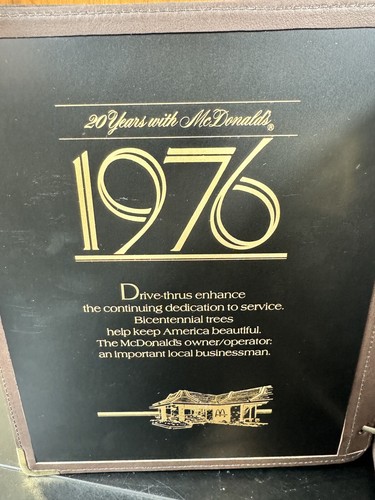 20 Years with McDonald's®
1976
Drive-thrus enhance
the continuing dedication to service.
Bicentennial trees
help keep America beautiful.
The McDonald's owner/operator:
an important local businessman.